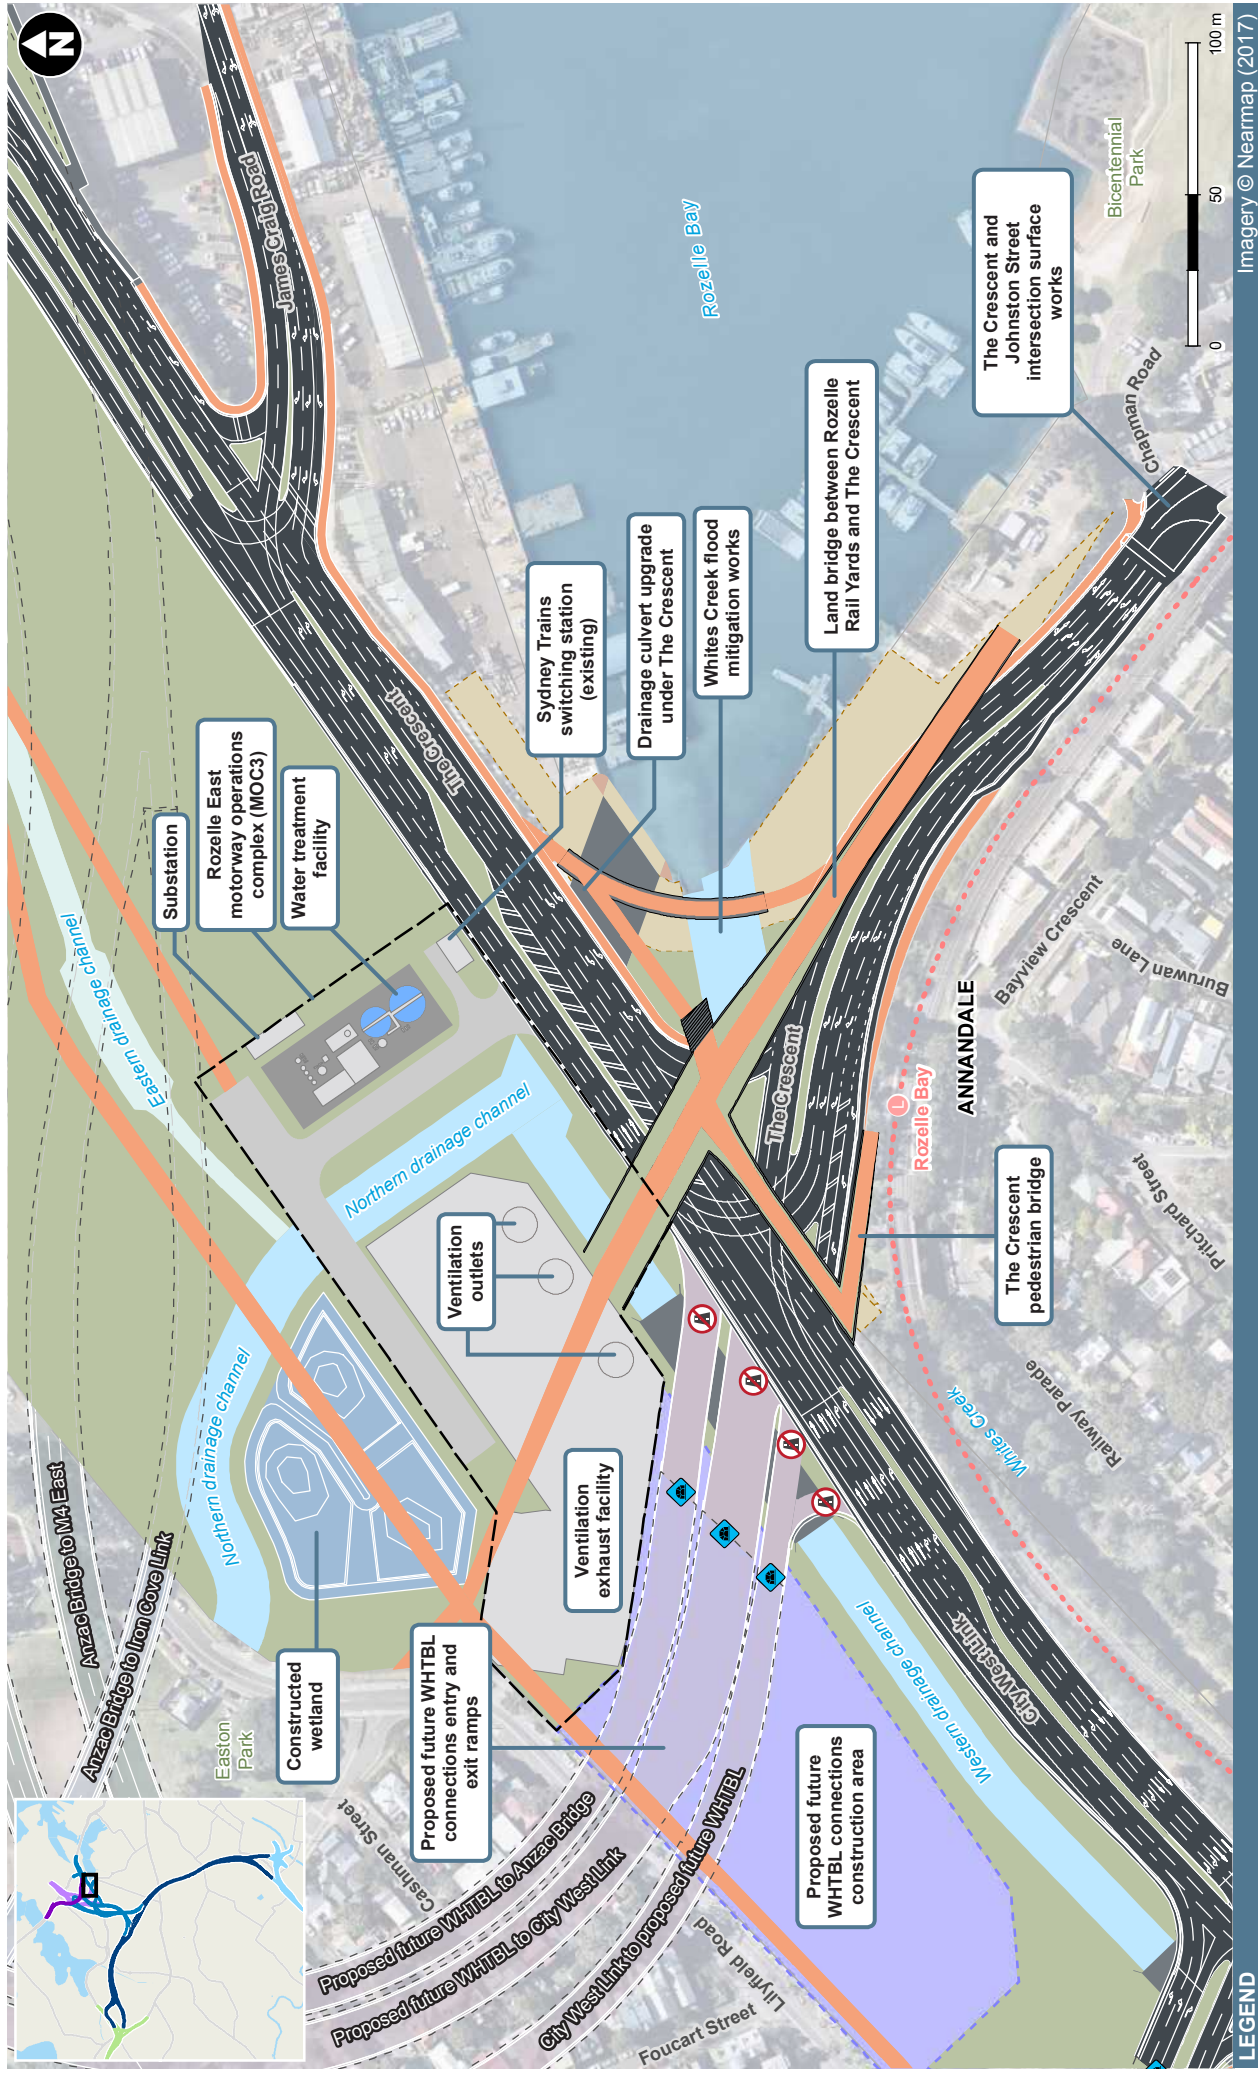 N
Anzac Bridge to M4 East
Anzac Bridge to Iron Cove Link
Easton
Park
Constructed
wetland
Northern drainage channel
Eastern drainage channel
Substation
Rozelle East
motorway operations
complex (MOC3)
Water treatment
facility
Northern drainage channel
James Craig Road
The Crescent
Cashman Street
Proposed future WHTBL
connections entry and
exit ramps
Ventilation
outlets
Ventilation
exhaust facility
Sydney Trains
switching station
(existing)
Drainage culvert upgrade
under The Crescent
Whites Creek flood
mitigation works
Rozelle Bay
Land bridge between Rozelle
Rail Yards and The Crescent
Proposed future WHTBL to Anzac Bridge
Proposed future WHTBL to City West Link
City West Link to proposed future WHTBL
Lilyfield Road
Foucart Street
Proposed future
WHTBL connections
construction area
Western drainage channel
City West Link
Whites Creek
Railway Parade
The Crescent
The Crescent
pedestrian bridge
L
Rozelle Bay
ANNANDALE
Pritchard Street
Bayview Crescent
Buruwan Lane
The Crescent and
Johnston Street
intersection surface
works
Chapman Road
Bicentennial
Park
0
50
100 m
LEGEND
Imagery © Nearmap (2017)